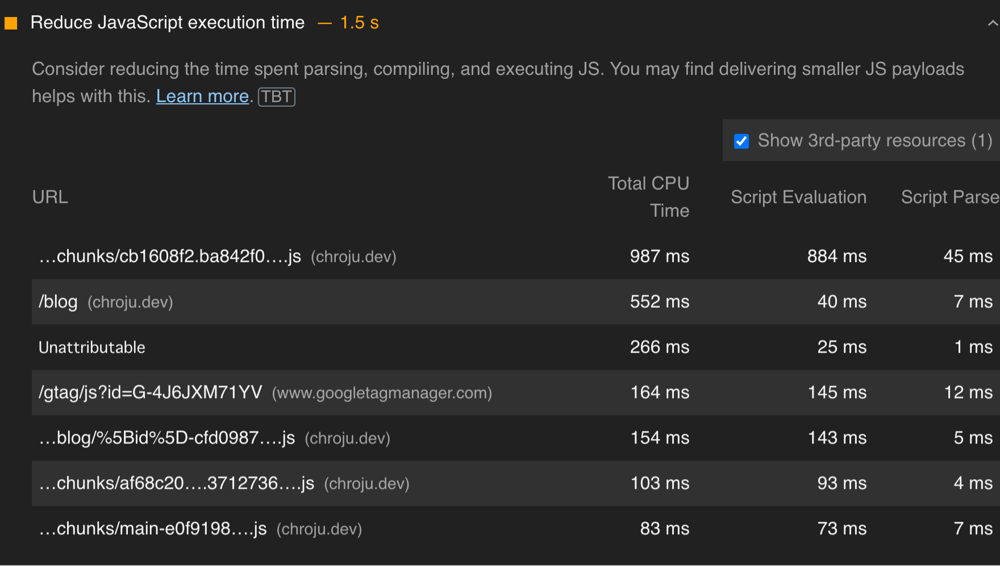 Reduce JavaScript execution time — 1.5 s
Consider reducing the time spent parsing, compiling, and executing JS. You may find delivering smaller JS payloads
helps with this. Learn more. TBT
Show 3rd-party resources (1)
URL Total CPU Time Script Evaluation Script Parse
…chunks/cb1608f2.ba842f0….js (chroju.dev) 987 ms 884 ms 45 ms
/blog (chroju.dev) 552 ms 40 ms 7 ms
Unattributable 266 ms 25 ms 1 ms
/gtag/js?id=G-4J6JXM71YV (www.googletagmanager.com) 164 ms 145 ms 12 ms
…blog/%5Bid%5D-cfd0987….js (chroju.dev) 154 ms 143 ms 5 ms
…chunks/af68c20….3712736….js (chroju.dev) 103 ms 93 ms 4 ms
…chunks/main-e0f9198….js (chroju.dev) 83 ms 73 ms 7 ms